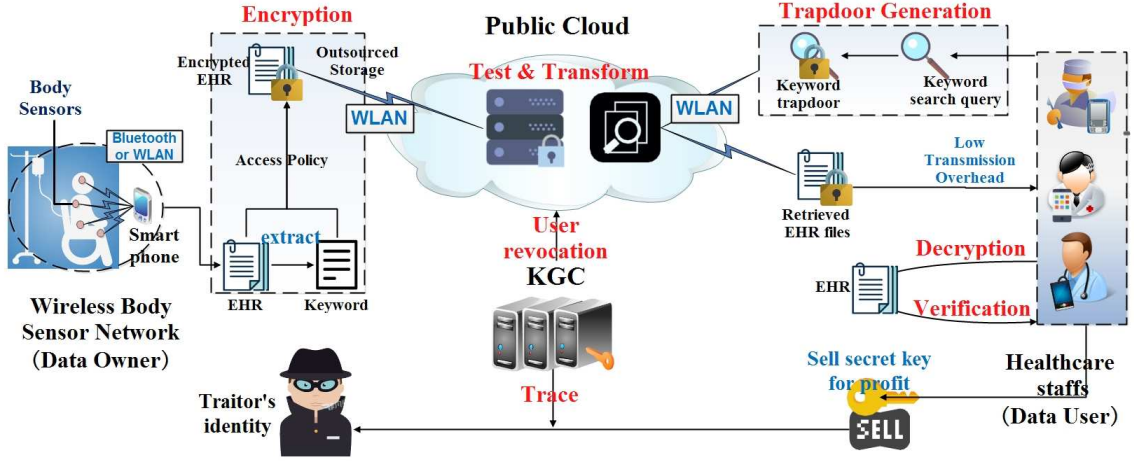 Encryption
Encrypted
EHR
Outsourced
Storage
Access Policy
extract
EHR
Keyword
Body
Sensors
Bluetooth
or WLAN
Smart
phone
Wireless Body
Sensor Network
(Data Owner)
WLAN
Public Cloud
Test & Transform
WLAN
User
revocation
KGC
Trace
Traitor's
identity
Trapdoor Generation
Keyword
trapdoor
Keyword
search query
Low
Transmission
Overhead
Retrieved
EHR files
Decryption
EHR
Verification
Sell secret key
for profit
SELL
Healthcare
staffs
(Data User)